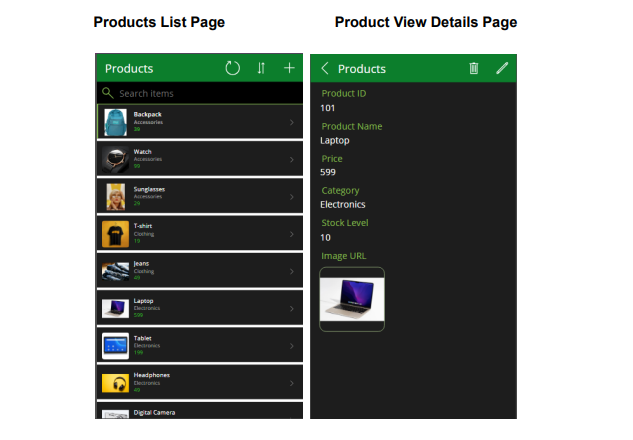 Products List Page
Product View Details Page
Products
Search items
Backpack
Accessories
39
Watch
Accessories
99
Sunglasses
Accessories
29
T-shirt
Clothing
19
Jeans
Clothing
49
Laptop
Electronics
599
Tablet
Electronics
199
Headphones
Electronics
49
Digital Camera
Products
Product ID
101
Product Name
Laptop
Price
599
Category
Electronics
Stock Level
10
Image URL